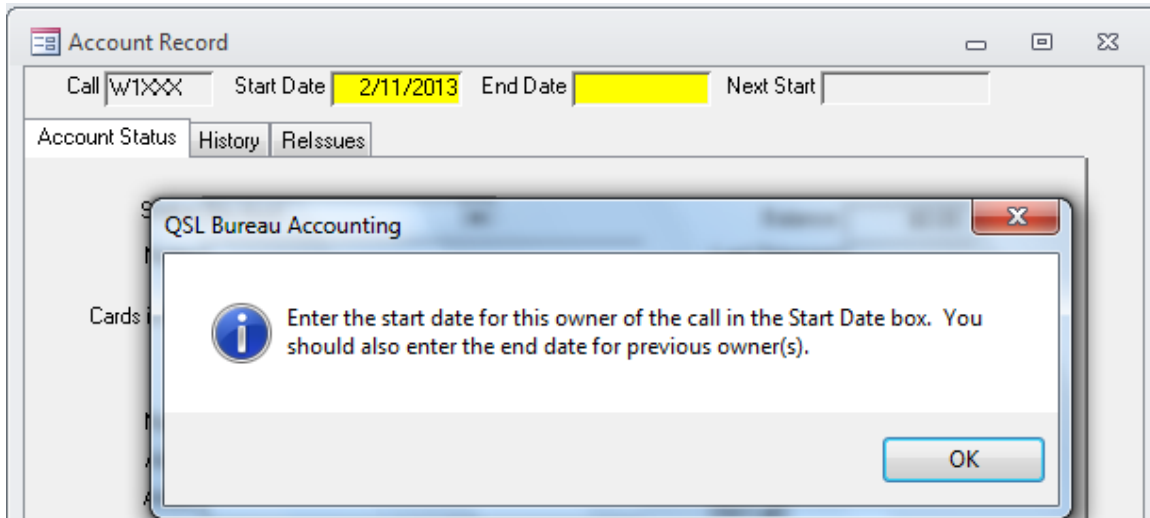 Account Record
Call W1XXX Start Date 2/11/2013 End Date Next Start
Account Status History ReIssues
QSL Bureau Accounting
Cards i
Enter the start date for this owner of the call in the Start Date box. You
should also enter the end date for previous owner(s).
OK